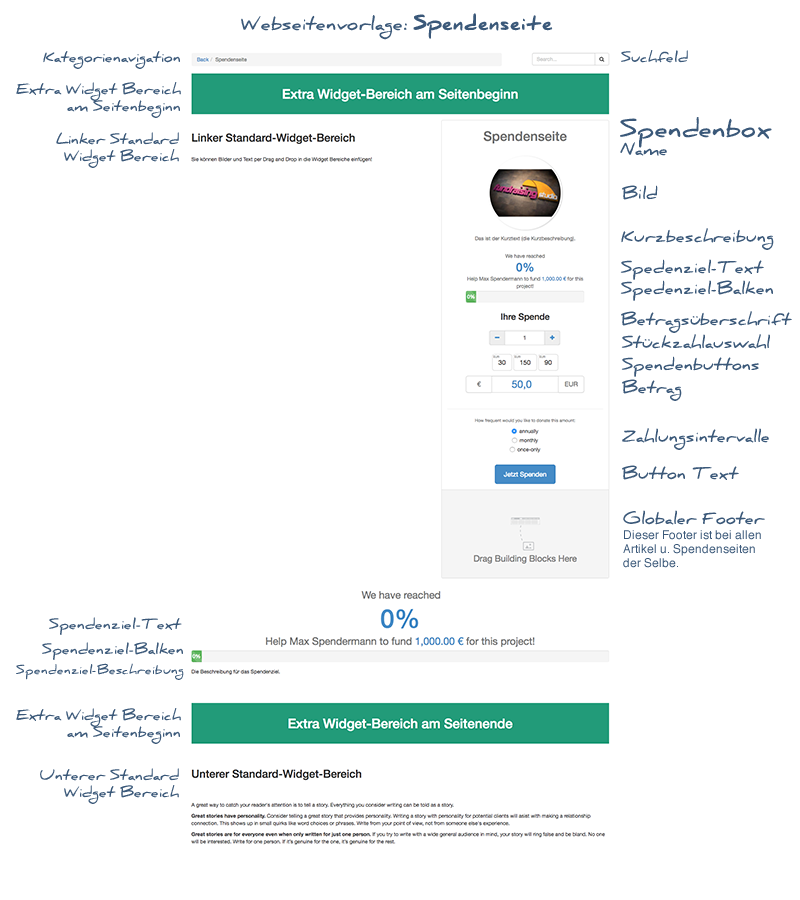 Webseitenvorlage: Spendenseite
Kategorienavigation
Back / Spendenseite
Search...
Suchfeld
Extra Widget Bereich
am Seitenbeginn
Extra Widget-Bereich am Seitenbeginn
Linker Standard
Widget Bereich
Linker Standard-Widget-Bereich
Sie können Bilder und Text per Drag and Drop in die Widget Bereiche einfügen!
Spendenseite
Spendenbox
Name
fundraising
studio
Bild
Das ist der Kurztext (die Kurzbeschreibung).
Kurzbeschreibung
We have reached
0%
Help Max Spendermann to fund 1,000.00 € for this
project!
0%
Spedenziel-Text
Spedenziel-Balken
Ihre Spende
Betragsüberschrift
− 1 +
Stückzahlauswahl
EUR EUR EUR
30 150 90
Spendenbuttons
€ 50,0 EUR
Betrag
How frequent would you like to donate this amount:
annually
monthly
once-only
Zahlungsintervalle
Jetzt Spenden
Button Text
Drag Building Blocks Here
Globaler Footer
Dieser Footer ist bei allen
Artikel u. Spendenseiten
der Selbe.
We have reached
0%
Help Max Spendermann to fund 1,000.00 € for this project!
0%
Die Beschreibung für das Spendenziel.
Spendenziel-Text
Spendenziel-Balken
Spendenziel-Beschreibung
Extra Widget Bereich
am Seitenbeginn
Extra Widget-Bereich am Seitenende
Unterer Standard
Widget Bereich
Unterer Standard-Widget-Bereich
A great way to catch your reader's attention is to tell a story. Everything you consider writing can be told as a story.
Great stories have personality. Consider telling a great story that provides personality. Writing a story with personality for potential clients will asist with making a relationship
connection. This shows up in small quirks like word choices or phrases. Write from your point of view, not from someone else's experience.
Great stories are for everyone even when only written for just one person. If you try to write with a wide general audience in mind, your story will ring false and be bland. No one
will be interested. Write for one person. If it's genuine for the one, it's genuine for the rest.